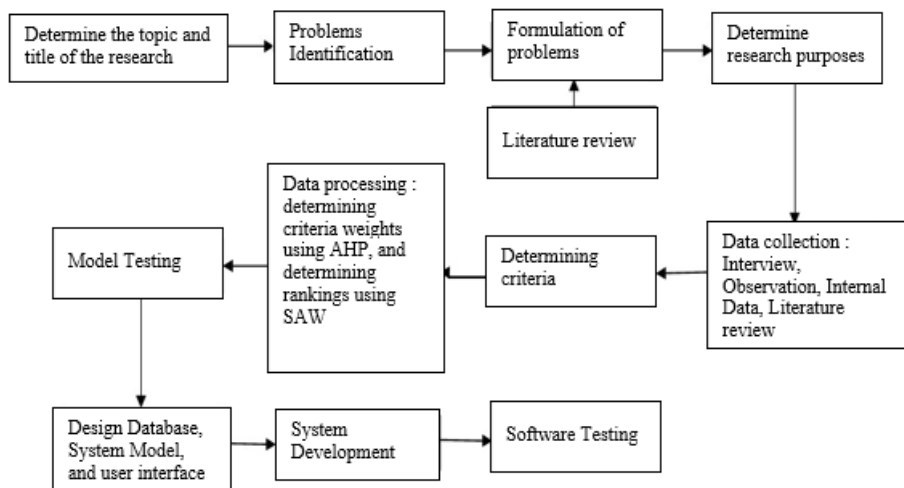 Determine the topic and
title of the research
Problems
Identification
Formulation of
problems
Determine
research purposes
Literature review
Data collection :
Interview,
Observation, Internal
Data, Literature
review
Determining
criteria
Data processing :
determining
criteria weights
using AHP, and
determining
rankings using
SAW
Model Testing
Design Database,
System Model,
and user interface
System
Development
Software Testing